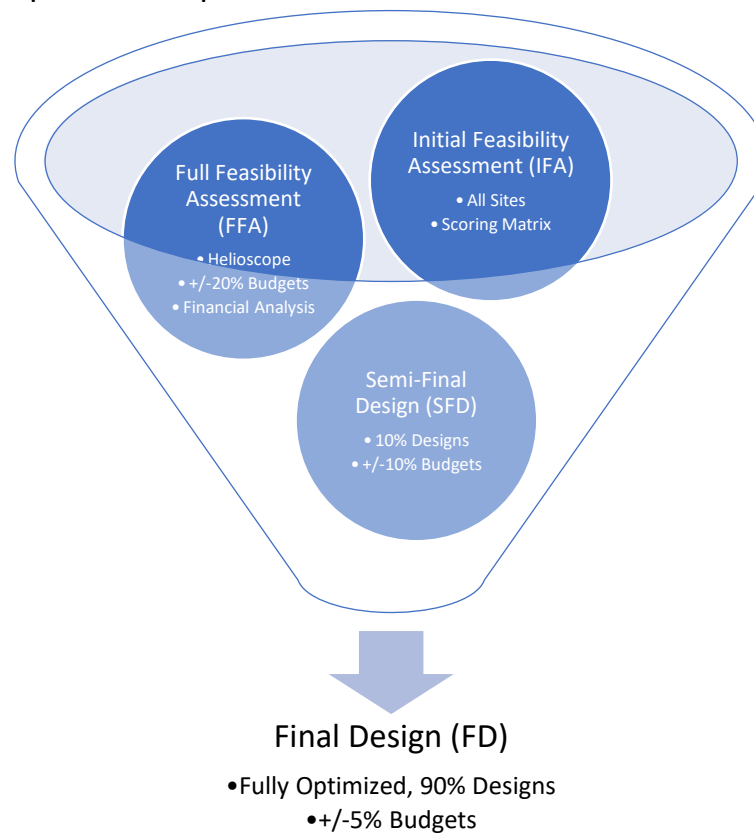 Initial Feasibility
Assessment (IFA)
• All Sites
• Scoring Matrix
Full Feasibility
Assessment
(FFA)
• Helioscope
• +/-20% Budgets
• Financial Analysis
Semi-Final
Design (SFD)
• 10% Designs
• +/-10% Budgets
Final Design (FD)
•Fully Optimized, 90% Designs
•+/-5% Budgets